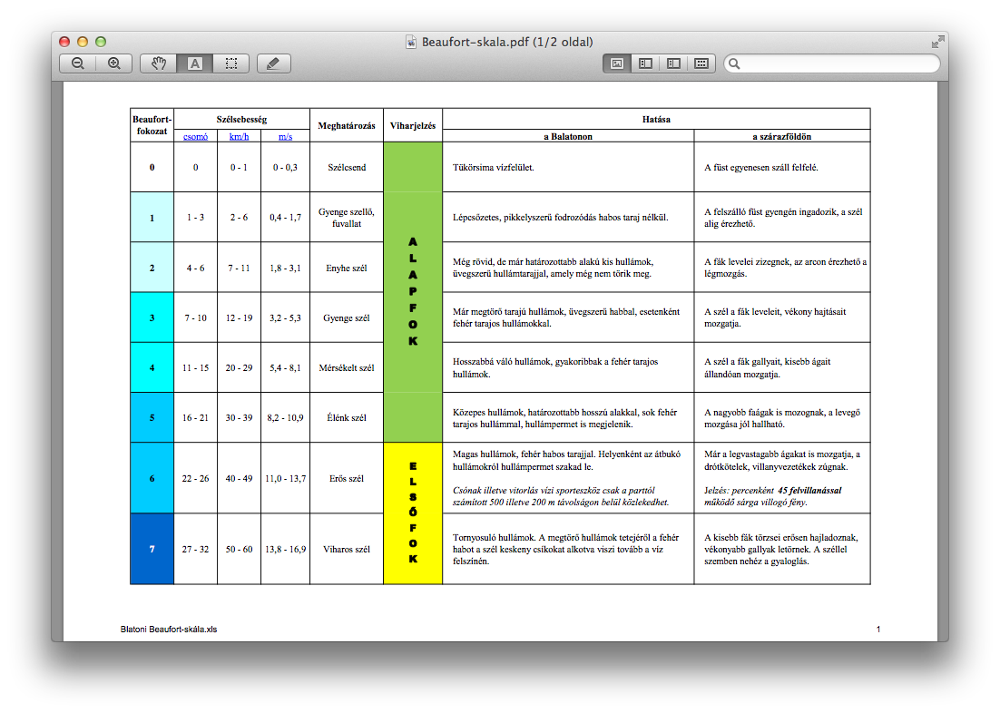 Beaufort-skala.pdf (1/2 oldal)
A
Beaufort-
fokozat
Szélsebesség
Meghatározás
Viharjelzés
Hatása
csomó
km/h
m/s
a Balatonon
a szárazföldön
0
0
0 - 1
0 - 0,3
Szélcsend
Tükörsima vízfelület.
A füst egyenesen száll felfelé.
1
1 - 3
2 - 6
0,4 - 1,7
Gyenge szellő,
fuvallat
Lépcsőzetes, pikkelyszerű fodrozódás habos taraj nélkül.
A felszálló füst gyengén ingadozik, a szél
alig érezhető.
2
4 - 6
7 - 11
1,8 - 3,1
Enyhe szél
Még rövid, de már határozottabb alakú kis hullámok,
üvegszerű hullámtarajjal, amely még nem törik meg.
A fák levelei zizegnek, az arcon érezhető a
légmozgás.
3
7 - 10
12 - 19
3,2 - 5,3
Gyenge szél
Már megtörő tarajú hullámok, üvegszerű habbal, esetenként
fehér tarajos hullámokkal.
A szél a fák leveleit, vékony hajtásait
mozgatja.
4
11 - 15
20 - 29
5,4 - 8,1
Mérsékelt szél
Hosszabbá váló hullámok, gyakoribbak a fehér tarajos
hullámok.
A szél a fák gallyait, kisebb ágait
állandóan mozgatja.
5
16 - 21
30 - 39
8,2 - 10,9
Élénk szél
Közepes hullámok, határozottabb hosszú alakkal, sok fehér
tarajos hullámmal, hullámpermet is megjelenik.
A nagyobb faágak is mozognak, a levegő
mozgása jól hallható.
A
L
A
P
F
O
K
6
22 - 26
40 - 49
11,0 - 13,7
Erős szél
Magas hullámok, fehér habos tarajjal. Helyenként az átbukó
hullámokról hullámpermet szakad le.
Csónak illetve vitorlás vízi sporteszköz csak a parttól
számított 500 illetve 200 m távolságon belül közlekedhet.
Már a legvastagabb ágakat is mozgatja, a
drótkötelek, villanyvezetékek zúgnak.
Jelzés: percenként 45 felvillanással
működő sárga villogó fény.
7
27 - 32
50 - 60
13,8 - 16,9
Viharos szél
Tornyosuló hullámok. A megtörő hullámok tetejéről a fehér
habot a szél keskeny csíkokat alkotva viszi tovább a víz
felszínén.
A kisebb fák törzsei erősen hajladoznak,
vékonyabb gallyak letörnek. A széllel
szemben nehéz a gyaloglás.
E
L
S
Ő
F
O
K
Blatoni Beaufort-skála.xls
1